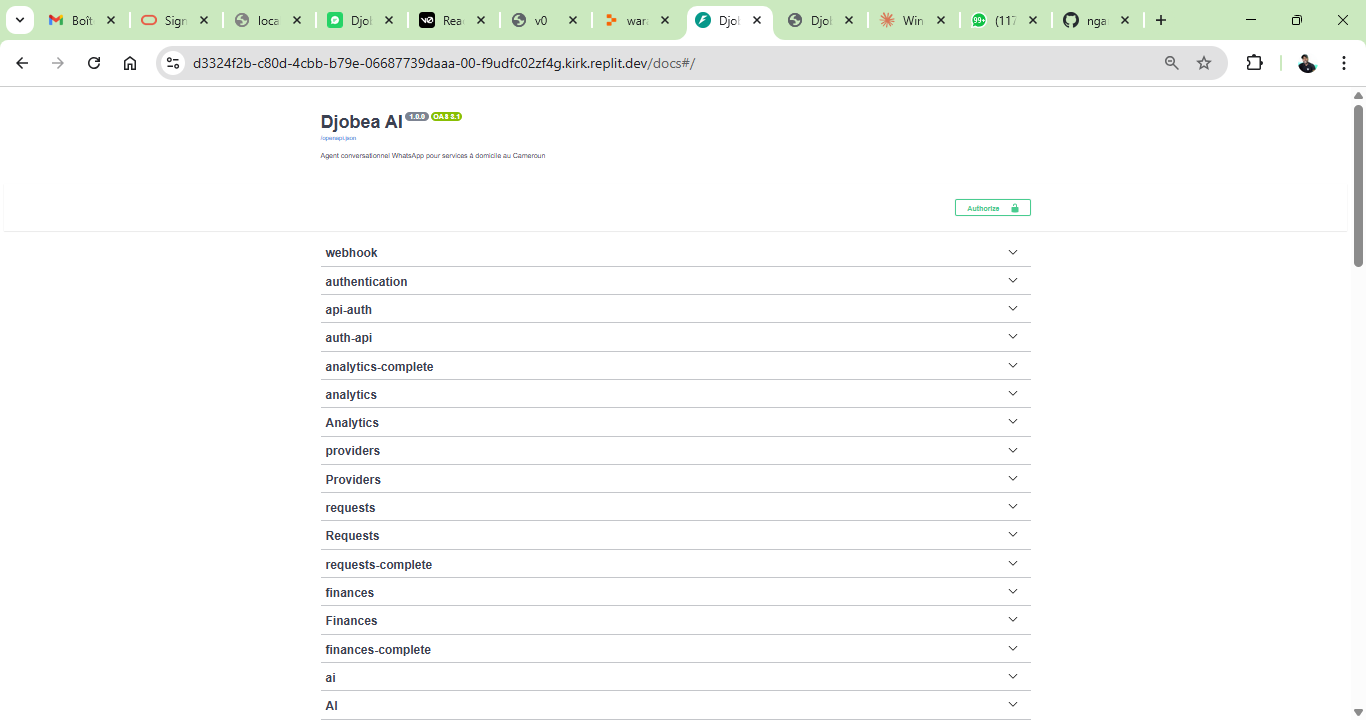 Boît
Sign
loca
Djol
Rea
v0
wara
Djol
Djol
Win
(117
nga
d3324f2b-c80d-4cbb-b79e-06687739daaa-00-f9udfc02zf4g.kirk.replit.dev/docs#/
Djobea AI 1.0.0 OAS 3.1
/openapi.json
Agent conversationnel WhatsApp pour services à domicile au Cameroun
Authorize
webhook
authentication
api-auth
auth-api
analytics-complete
analytics
Analytics
providers
Providers
requests
Requests
requests-complete
finances
Finances
finances-complete
ai
AI